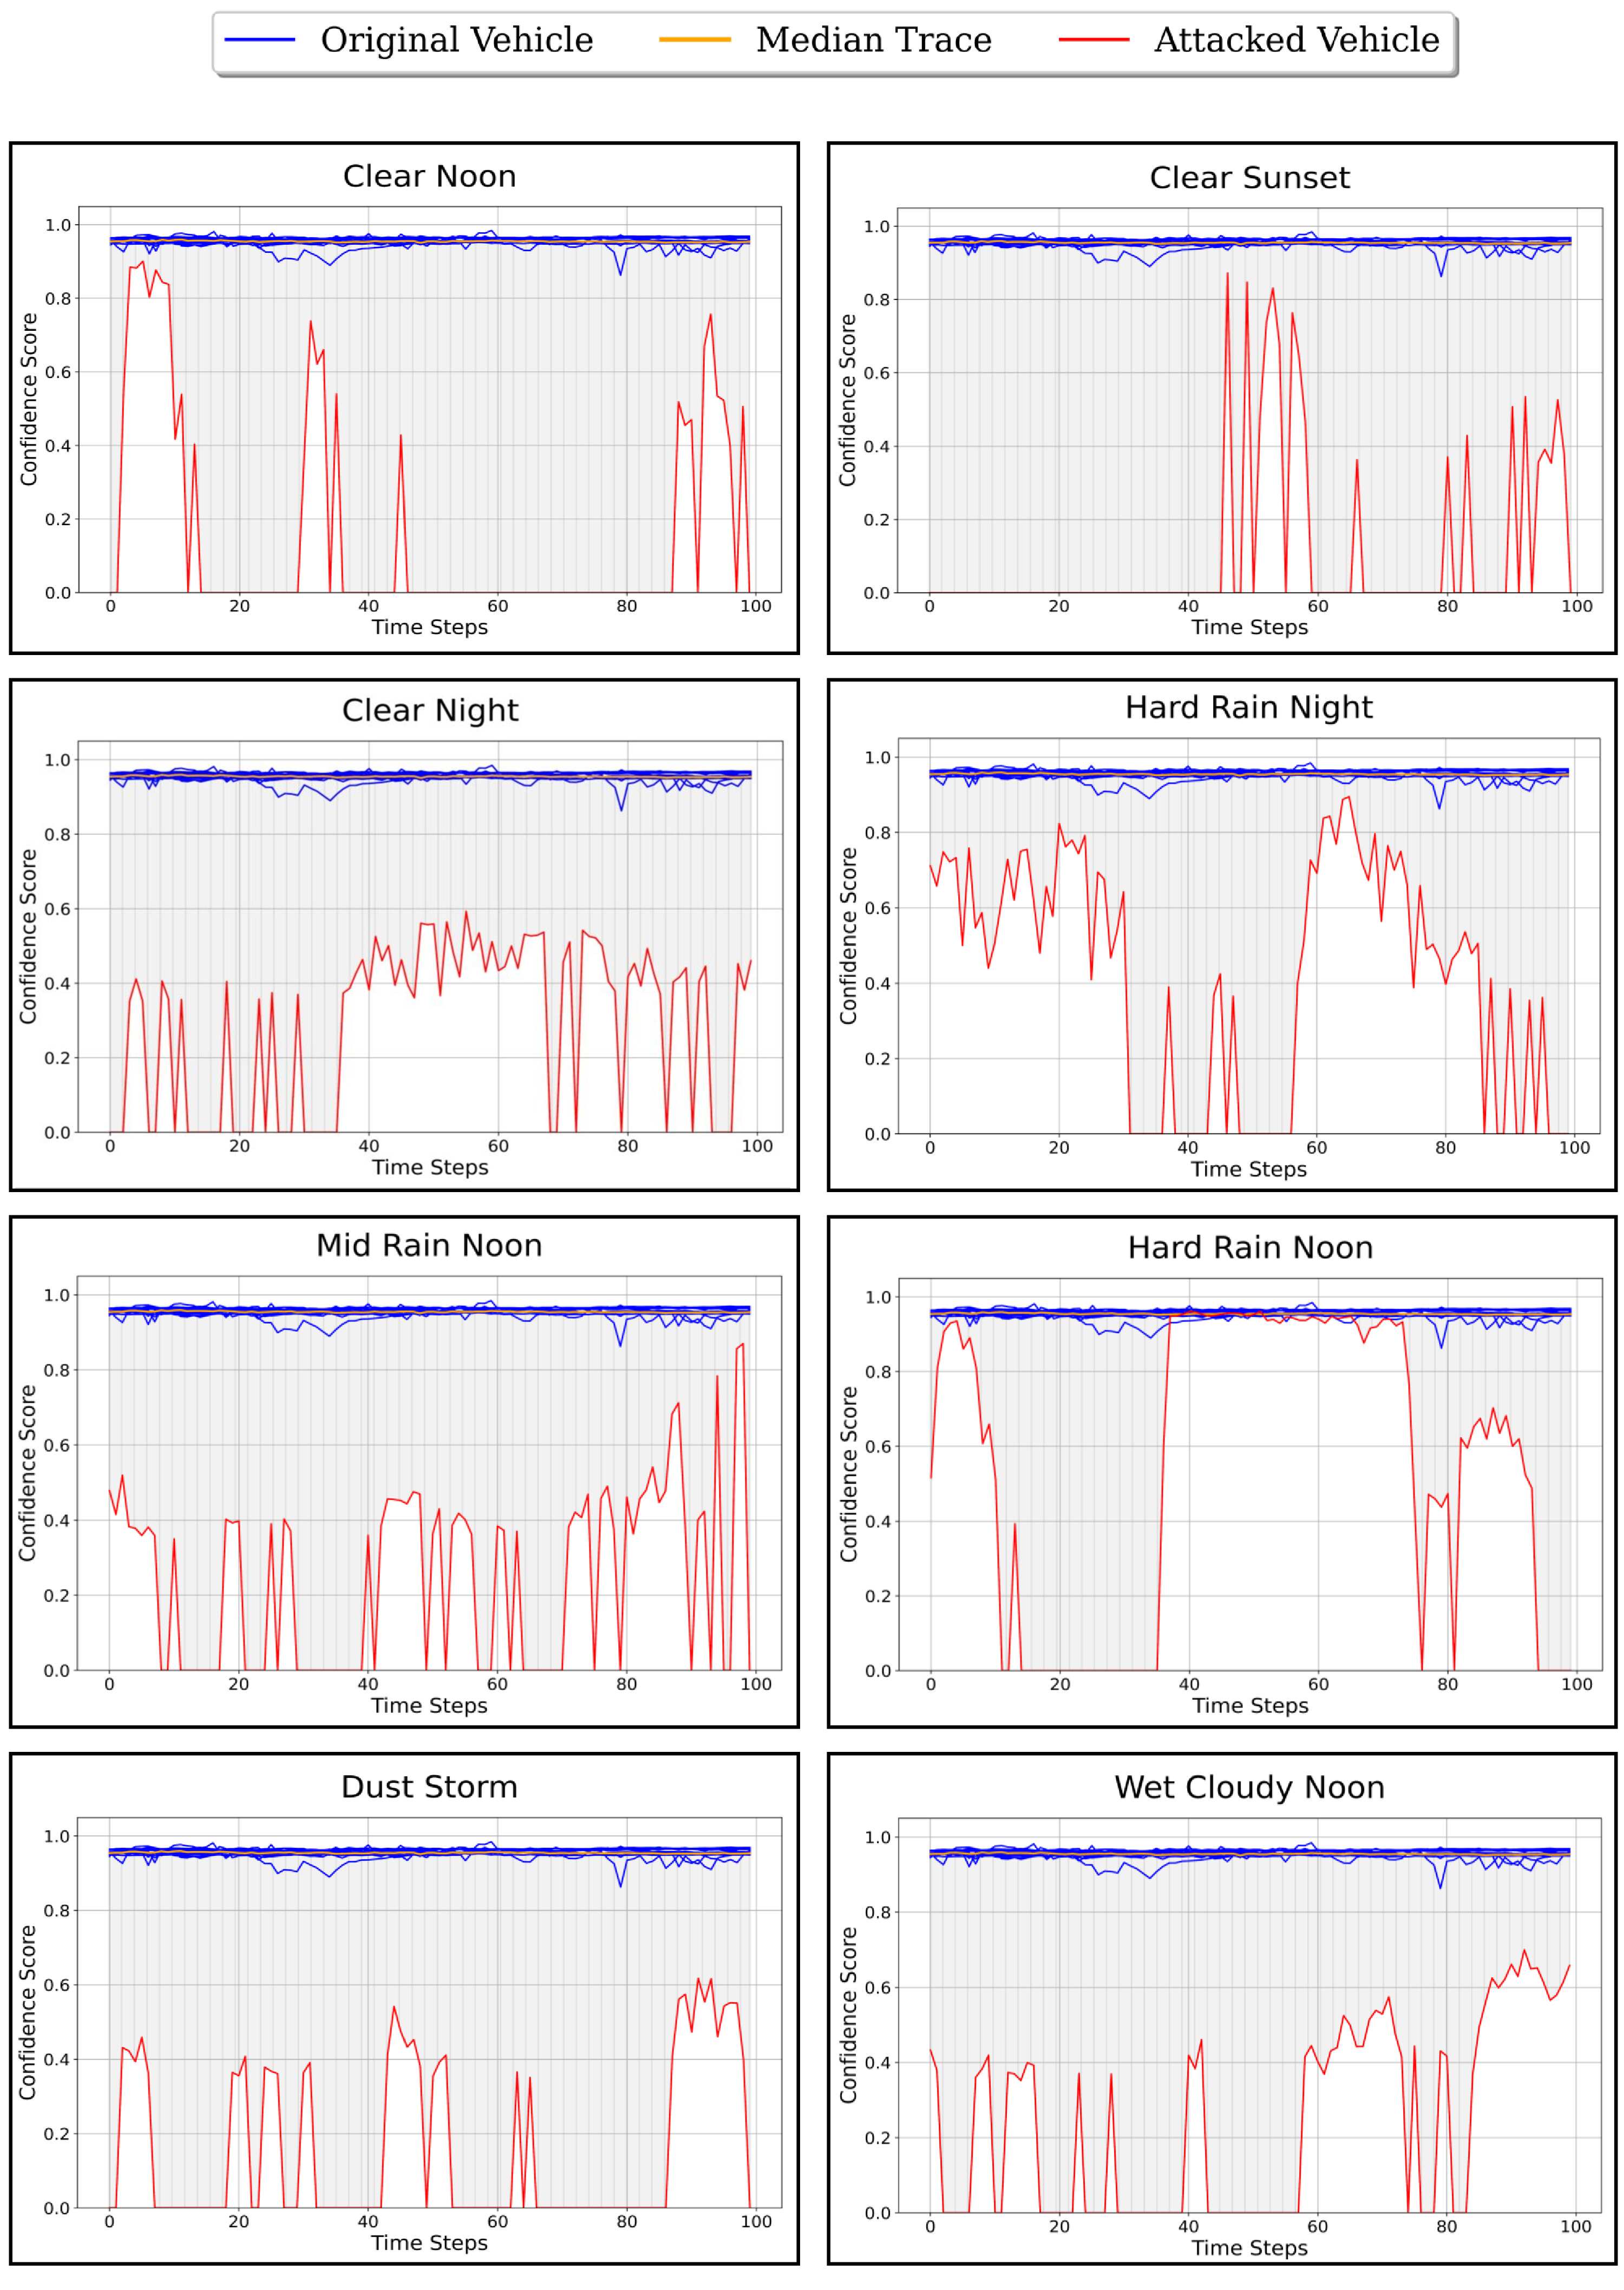 Original Vehicle Median Trace Attacked Vehicle
Clear Noon
Confidence Score
1.0
0.8
0.6
0.4
0.2
0.0
0 20 40 60 80 100
Time Steps
Clear Sunset
Confidence Score
1.0
0.8
0.6
0.4
0.2
0.0
0 20 40 60 80 100
Time Steps
Clear Night
Confidence Score
1.0
0.8
0.6
0.4
0.2
0.0
0 20 40 60 80 100
Time Steps
Hard Rain Night
Confidence Score
1.0
0.8
0.6
0.4
0.2
0.0
0 20 40 60 80 100
Time Steps
Mid Rain Noon
Confidence Score
1.0
0.8
0.6
0.4
0.2
0.0
0 20 40 60 80 100
Time Steps
Hard Rain Noon
Confidence Score
1.0
0.8
0.6
0.4
0.2
0.0
0 20 40 60 80 100
Time Steps
Dust Storm
Confidence Score
1.0
0.8
0.6
0.4
0.2
0.0
0 20 40 60 80 100
Time Steps
Wet Cloudy Noon
Confidence Score
1.0
0.8
0.6
0.4
0.2
0.0
0 20 40 60 80 100
Time Steps